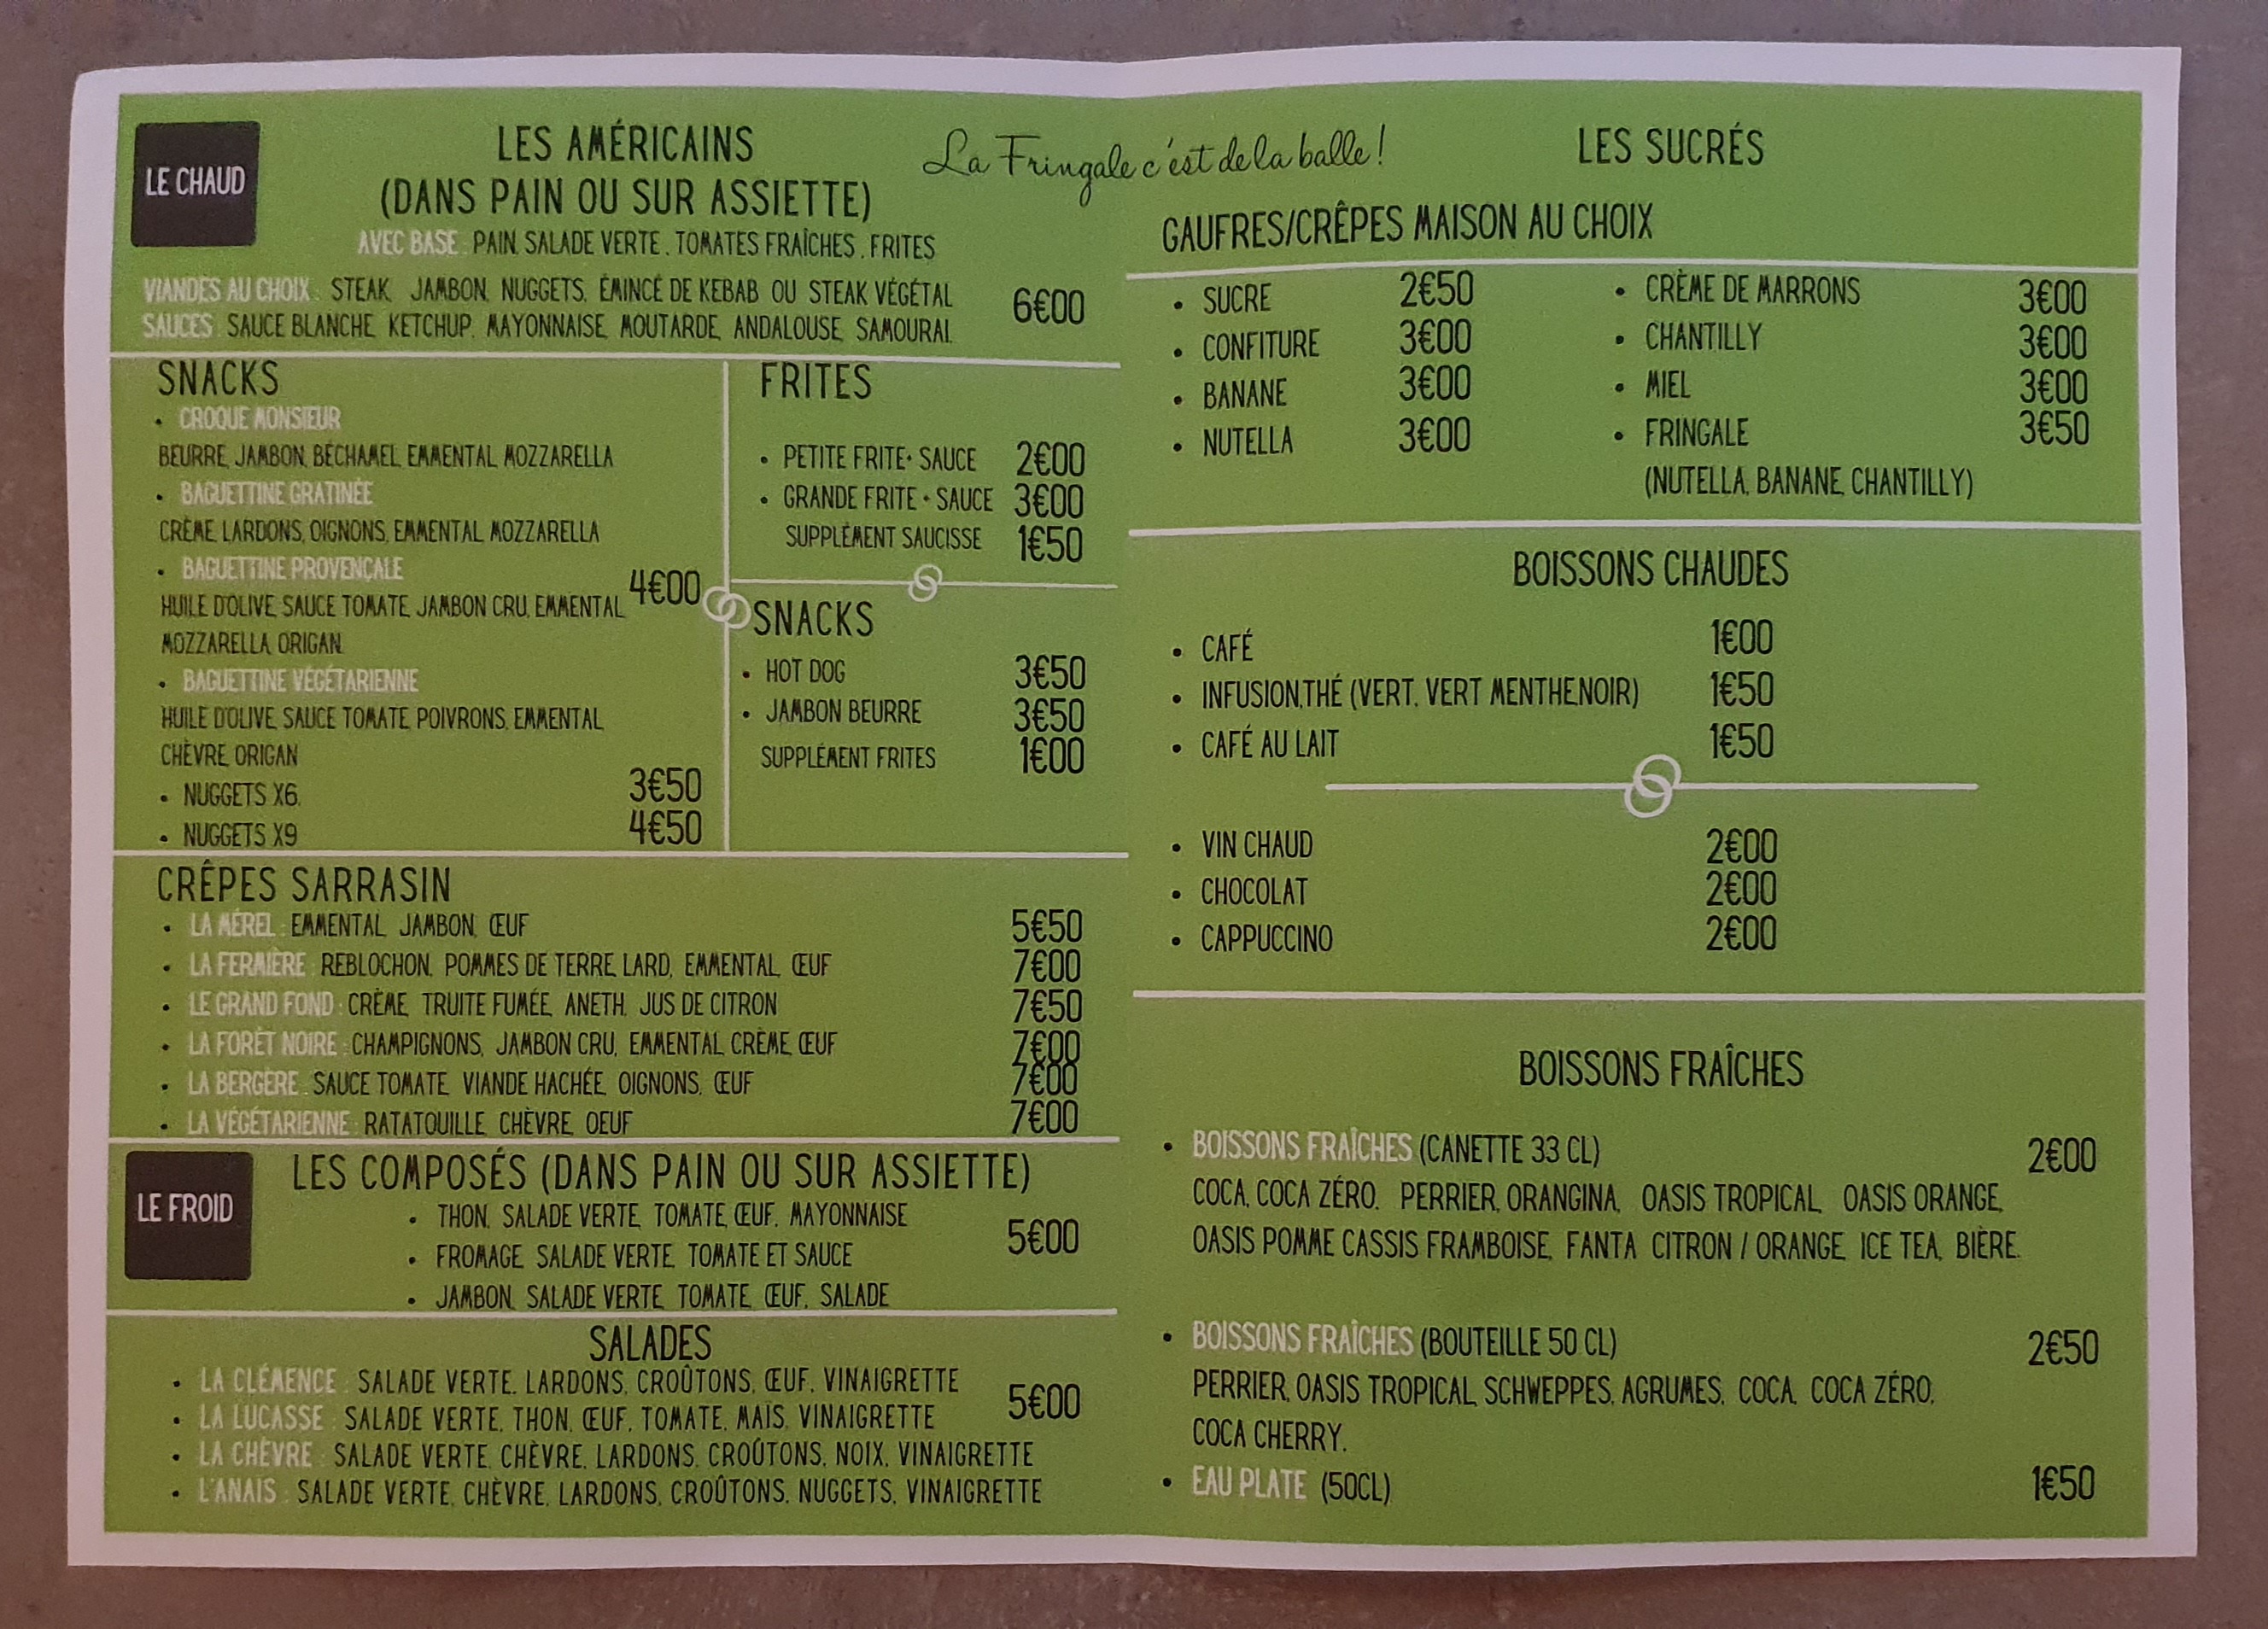 LE CHAUD
LES AMÉRICAINS
(DANS PAIN OU SUR ASSIETTE)
AVEC BASE : PAIN, SALADE VERTE , TOMATES FRAÎCHES , FRITES
VIANDES AU CHOIX : STEAK, JAMBON, NUGGETS, ÉMINCÉ DE KEBAB OU STEAK VÉGÉTAL
SAUCES : SAUCE BLANCHE, KETCHUP, MAYONNAISE, MOUTARDE, ANDALOUSE, SAMOURAI.
6€00
SNACKS
• CROQUE MONSIEUR
BEURRE, JAMBON, BÉCHAMEL, EMMENTAL, MOZZARELLA
• BAGUETTINE GRATINÉE
CRÈME, LARDONS, OIGNONS, EMMENTAL, MOZZARELLA
• BAGUETTINE PROVENÇALE
HUILE D'OLIVE, SAUCE TOMATE, JAMBON CRU, EMMENTAL,
MOZZARELLA, ORIGAN.
• BAGUETTINE VÉGÉTARIENNE
HUILE D'OLIVE, SAUCE TOMATE, POIVRONS, EMMENTAL,
CHÈVRE, ORIGAN
4€00
• NUGGETS X6. 3€50
• NUGGETS X9 4€50
FRITES
• PETITE FRITE+ SAUCE 2€00
• GRANDE FRITE + SAUCE 3€00
SUPPLÉMENT SAUCISSE 1€50
SNACKS
• HOT DOG 3€50
• JAMBON BEURRE 3€50
SUPPLÉMENT FRITES 1€00
CRÊPES SARRASIN
• LA MÉREL : EMMENTAL, JAMBON, ŒUF 5€50
• LA FERMIÈRE : REBLOCHON, POMMES DE TERRE, LARD, EMMENTAL, ŒUF 7€00
• LE GRAND FOND : CRÈME, TRUITE FUMÉE, ANETH, JUS DE CITRON 7€50
• LA FORÊT NOIRE : CHAMPIGNONS, JAMBON CRU, EMMENTAL, CRÈME, ŒUF 7€00
• LA BERGÈRE : SAUCE TOMATE, VIANDE HACHÉE, OIGNONS, ŒUF 7€00
• LA VÉGÉTARIENNE : RATATOUILLE, CHÈVRE, OEUF 7€00
LE FROID
LES COMPOSÉS (DANS PAIN OU SUR ASSIETTE)
• THON, SALADE VERTE, TOMATE, ŒUF, MAYONNAISE
• FROMAGE, SALADE VERTE, TOMATE ET SAUCE
• JAMBON, SALADE VERTE, TOMATE, ŒUF, SALADE
5€00
SALADES
• LA CLÉMENCE : SALADE VERTE, LARDONS, CROÛTONS, ŒUF, VINAIGRETTE
• LA LUCASSE : SALADE VERTE, THON, ŒUF, TOMATE, MAÏS, VINAIGRETTE
• LA CHÈVRE : SALADE VERTE, CHÈVRE, LARDONS, CROÛTONS, NOIX, VINAIGRETTE
• L'ANAIS : SALADE VERTE, CHÈVRE, LARDONS, CROÛTONS, NUGGETS, VINAIGRETTE
5€00
La Fringale c'est de la balle !
LES SUCRÉS
GAUFRES/CRÊPES MAISON AU CHOIX
• SUCRE 2€50
• CONFITURE 3€00
• BANANE 3€00
• NUTELLA 3€00
• CRÈME DE MARRONS 3€00
• CHANTILLY 3€00
• MIEL 3€00
• FRINGALE 3€50
(NUTELLA, BANANE, CHANTILLY)
BOISSONS CHAUDES
• CAFÉ 1€00
• INFUSION,THÉ (VERT, VERT MENTHE,NOIR) 1€50
• CAFÉ AU LAIT 1€50
• VIN CHAUD 2€00
• CHOCOLAT 2€00
• CAPPUCCINO 2€00
BOISSONS FRAÎCHES
• BOISSONS FRAÎCHES (CANETTE 33 CL) 2€00
COCA, COCA ZÉRO, PERRIER, ORANGINA, OASIS TROPICAL, OASIS ORANGE,
OASIS POMME CASSIS FRAMBOISE, FANTA CITRON / ORANGE, ICE TEA, BIÈRE.
• BOISSONS FRAÎCHES (BOUTEILLE 50 CL) 2€50
PERRIER, OASIS TROPICAL, SCHWEPPES, AGRUMES, COCA, COCA ZÉRO,
COCA CHERRY.
• EAU PLATE (50CL) 1€50